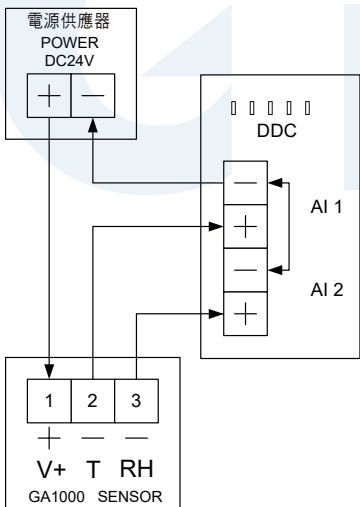 電源供應器
POWER
DC24V
+ −
DDC
−
AI 1
+
−
AI 2
+
1 2 3
+ − −
V+ T RH
GA1000 SENSOR